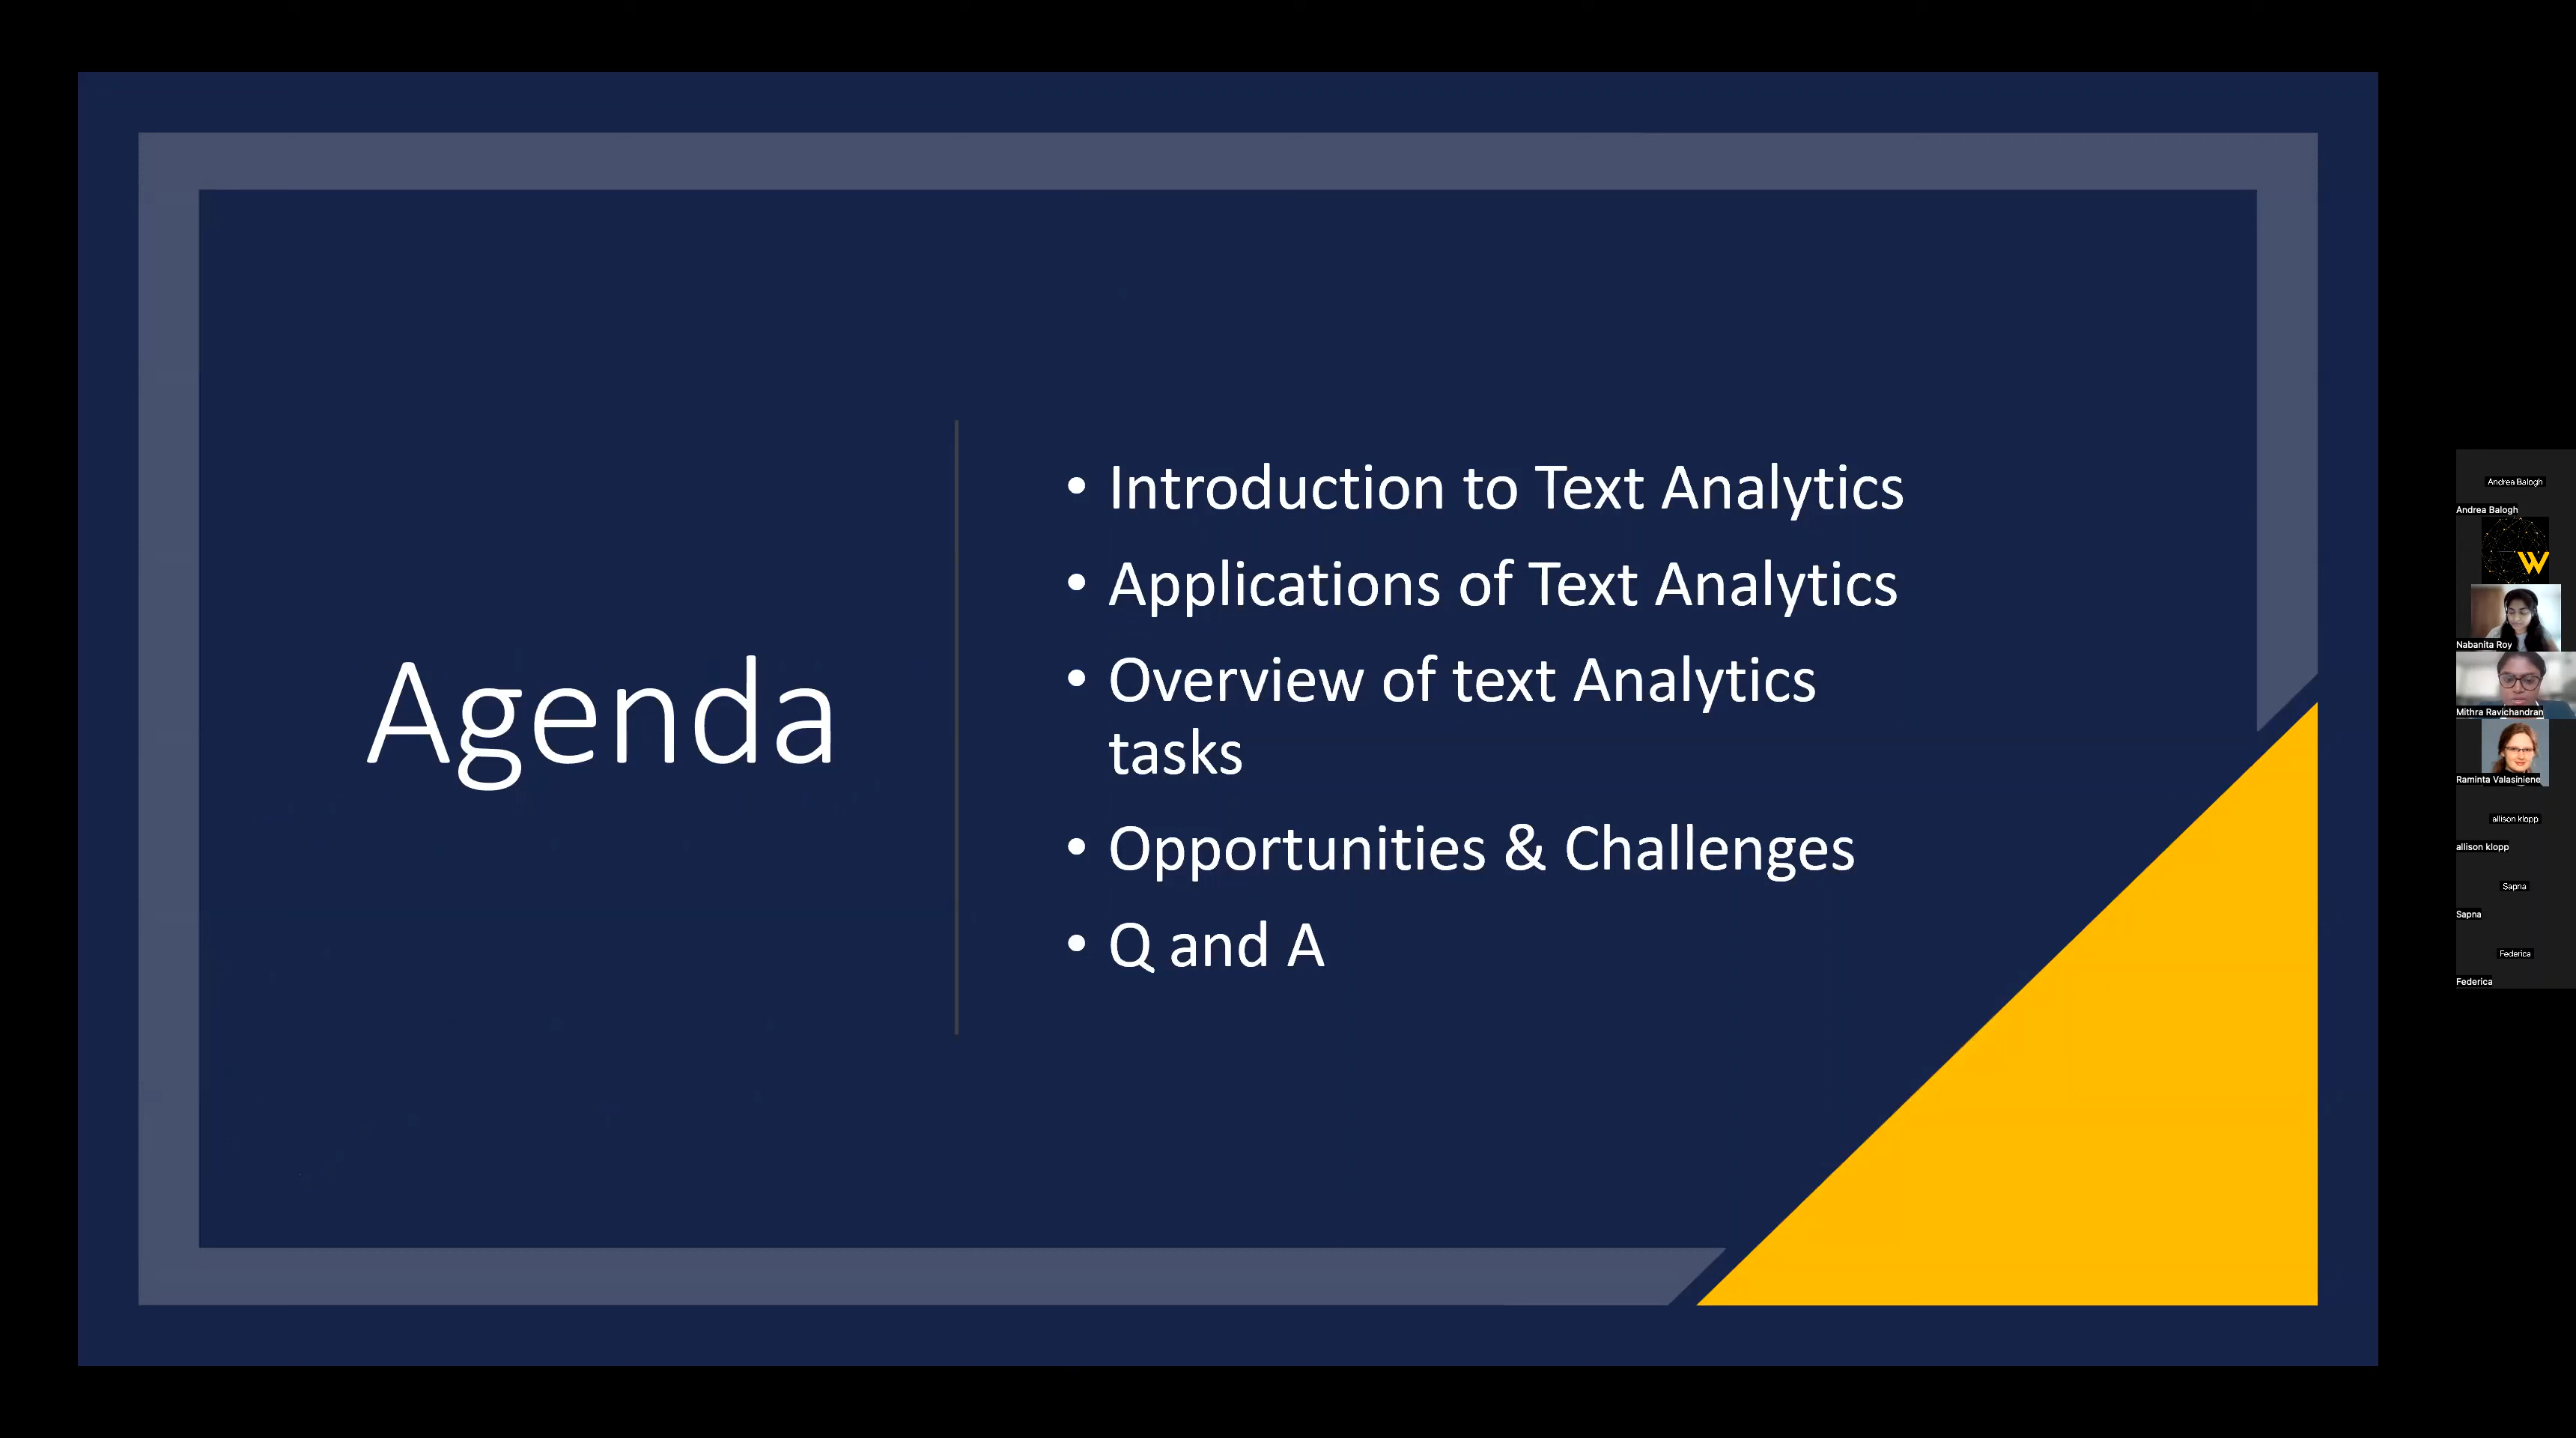 Agenda
• Introduction to Text Analytics
• Applications of Text Analytics
• Overview of text Analytics
tasks
• Opportunities & Challenges
• Q and A
Andrea Balogh
Andrea Balogh
W
Nabanita Roy
Mithra Ravichandran
Raminta Valasiniene
allison klopp
allison klopp
Sapna
Sapna
Federica
Federica